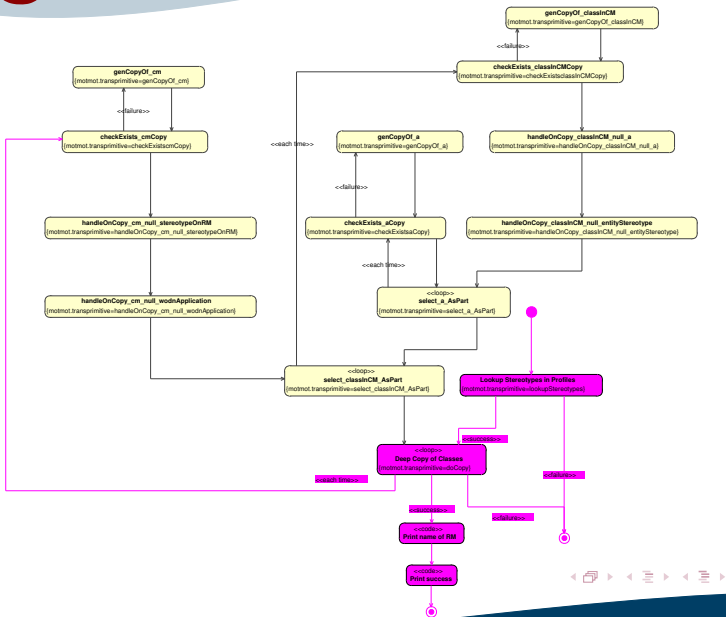 genCopyOf_classInCM
{motmot.transprimitive=genCopyOf_classInCM}
<<failure>>
checkExists_classInCMCopy
{motmot.transprimitive=checkExistsclassInCMCopy}
genCopyOf_cm
{motmot.transprimitive=genCopyOf_cm}
<<failure>>
checkExists_cmCopy
{motmot.transprimitive=checkExistscmCopy}
<<each time>>
genCopyOf_a
{motmot.transprimitive=genCopyOf_a}
handleOnCopy_classInCM_null_a
{motmot.transprimitive=handleOnCopy_classInCM_null_a}
<<failure>>
handleOnCopy_cm_null_stereotypeOnRM
{motmot.transprimitive=handleOnCopy_cm_null_stereotypeOnRM}
checkExists_aCopy
{motmot.transprimitive=checkExistsaCopy}
handleOnCopy_classInCM_null_entityStereotype
{motmot.transprimitive=handleOnCopy_classInCM_null_entityStereotype}
<<each time>>
handleOnCopy_cm_null_wodnApplication
{motmot.transprimitive=handleOnCopy_cm_null_wodnApplication}
<<loop>>
select_a_AsPart
{motmot.transprimitive=select_a_AsPart}
<<loop>>
select_classInCM_AsPart
{motmot.transprimitive=select_classInCM_AsPart}
Lookup Stereotypes in Profiles
{motmot.transprimitive=lookupStereotypes}
<<success>>
<<loop>>
Deep Copy of Classes
{motmot.transprimitive=doCopy}
<<each time>>
<<failure>>
<<success>>
<<failure>>
<<code>>
Print name of RM
<<code>>
Print success